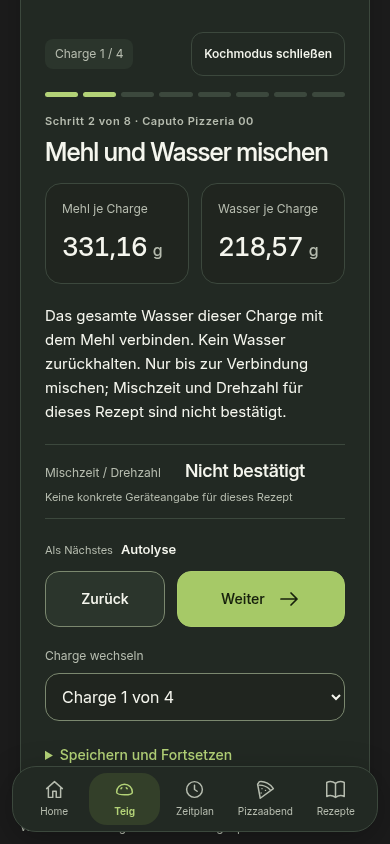 Charge 1 / 4
Kochmodus schließen
Schritt 2 von 8 · Caputo Pizzeria 00
Mehl und Wasser mischen
Mehl je Charge
331,16 g
Wasser je Charge
218,57 g
Das gesamte Wasser dieser Charge mit
dem Mehl verbinden. Kein Wasser
zurückhalten. Nur bis zur Verbindung
mischen; Mischzeit und Drehzahl für
dieses Rezept sind nicht bestätigt.
Mischzeit / Drehzahl Nicht bestätigt
Keine konkrete Geräteangabe für dieses Rezept
Als Nächstes Autolyse
Zurück
Weiter
Charge wechseln
Charge 1 von 4
Speichern und Fortsetzen
Home
Teig
Zeitplan
Pizzaabend
Rezepte